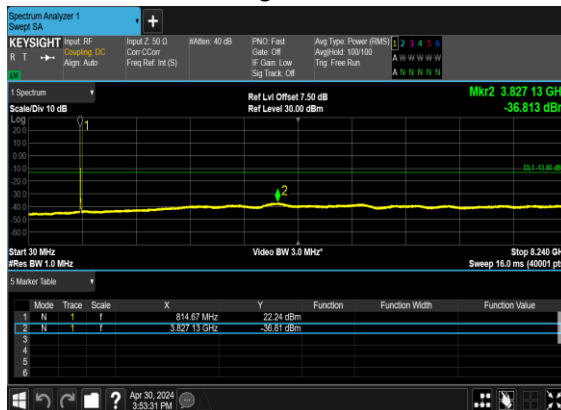 Spectrum Analyzer 1
Swept SA
KEYSIGHT Input: RF Input Z: 50 Ω #Atten: 40 dB PNO: Fast Avg Type: Power (RMS) 1 2 3 4 5 6
R T Coupling: DC Corr CCorr Gate: Off Avg|Hold: 100/100 A W W W W W
Align: Auto Freq Ref: Int (S) IF Gain: Low Trig: Free Run
Sig Track: Off A N N N N N
1 Spectrum Ref Lvl Offset 7.50 dB Mkr2 3.827 13 GH
Scale/Div 10 dB Ref Level 30.00 dBm -36.813 dBr
Log
1
20.0
10.0
0.00
-10.0
DL1 -13.00 dB
-20.0
2
-30.0
-40.0
-50.0
-60.0
Start 30 MHz Video BW 3.0 MHz* Stop 8.240 GH
#Res BW 1.0 MHz Sweep 16.0 ms (40001 pt
5 Marker Table
Mode Trace Scale X Y Function Function Width Function Value
1 N 1 f 814.67 MHz 22.24 dBm
2 N 1 f 3.827 13 GHz -36.81 dBm
3
4
5
6
? Apr 30, 2024
3:53:31 PM